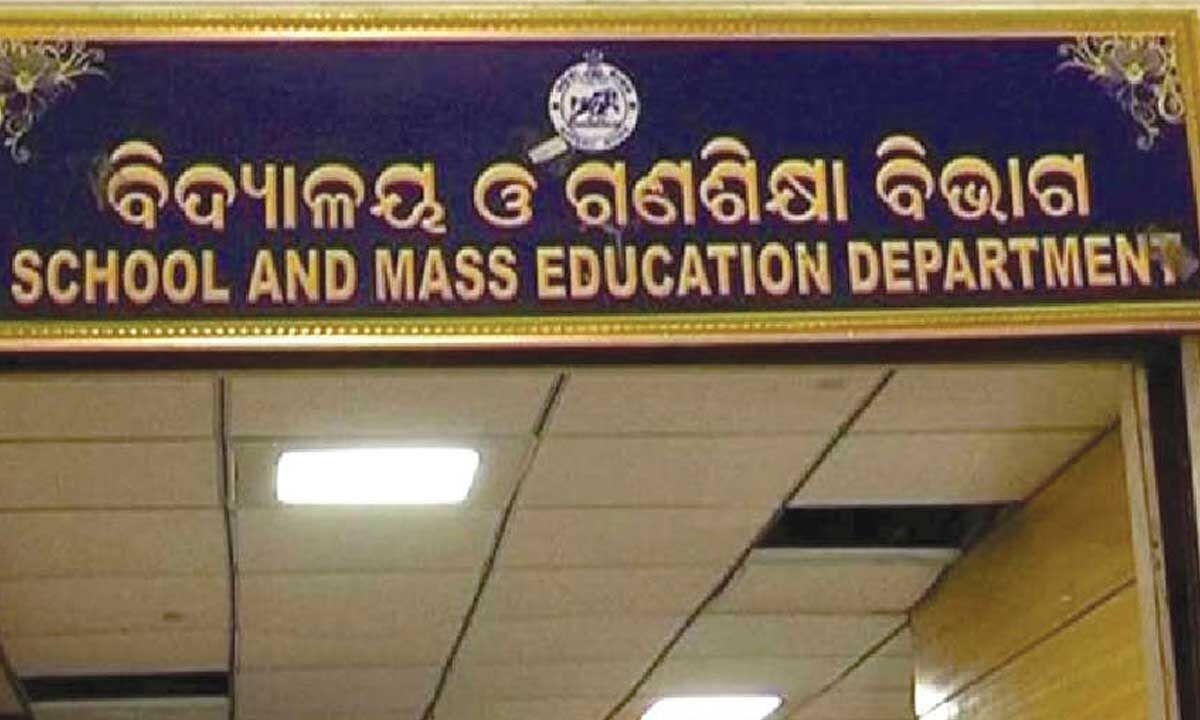 ବିଦ୍ୟାଳୟ ଓ ଗଣଶିକ୍ଷା ବିଭାଗ
SCHOOL AND MASS EDUCATION DEPARTMENT